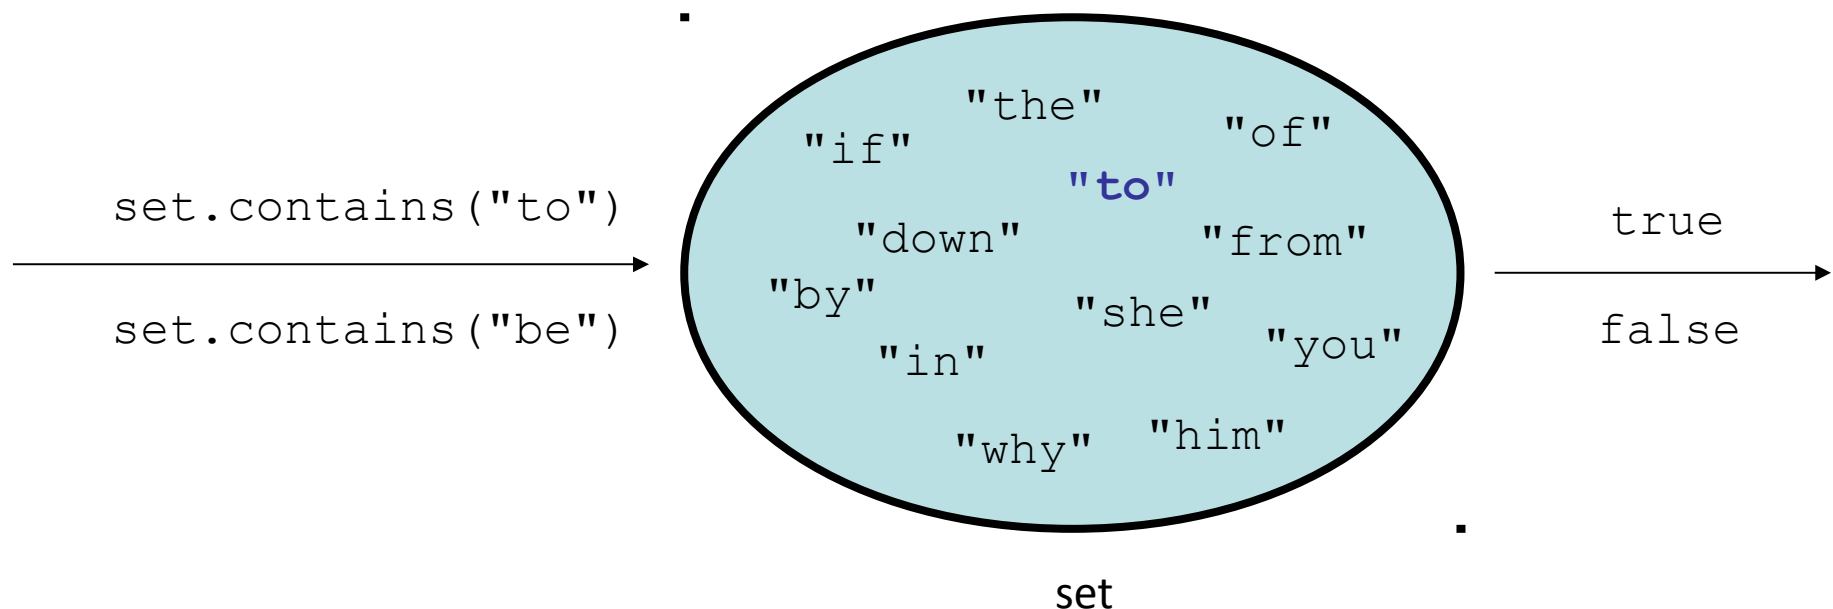 set.contains("to")
set.contains("be")
"the"
"of"
"if"
"to"
"down"
"from"
"by"
"she"
"you"
"in"
"him"
"why"
true
false
set